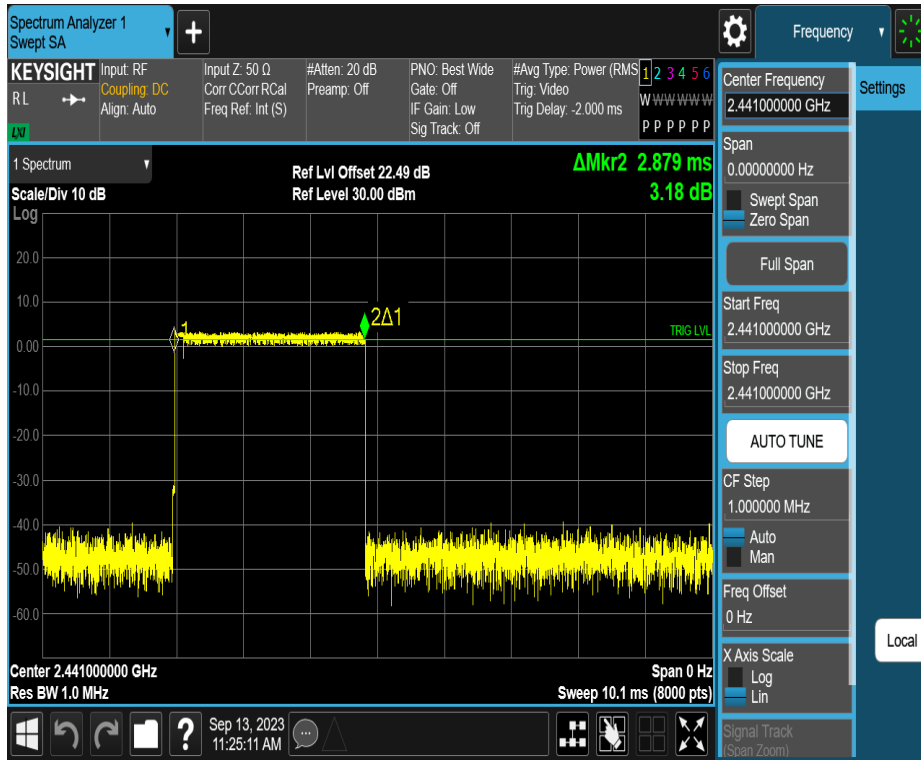 Spectrum Analyzer 1
Swept SA
+
Frequency
KEYSIGHT
R L
LXI
Input: RF
Coupling: DC
Align: Auto
Input Z: 50 Ω
Corr CCorr RCal
Freq Ref: Int (S)
#Atten: 20 dB
Preamp: Off
PNO: Best Wide
Gate: Off
IF Gain: Low
Sig Track: Off
#Avg Type: Power (RMS
Trig: Video
Trig Delay: -2.000 ms
1 2 3 4 5 6
W W W W W W
P P P P P P
1 Spectrum
Scale/Div 10 dB
Log
Ref Lvl Offset 22.49 dB
Ref Level 30.00 dBm
ΔMkr2 2.879 ms
3.18 dB
20.0
10.0
0.00
-10.0
-20.0
-30.0
-40.0
-50.0
-60.0
1
2Δ1
TRIG LVL
Center 2.441000000 GHz
Res BW 1.0 MHz
Span 0 Hz
Sweep 10.1 ms (8000 pts)
?
Sep 13, 2023
11:25:11 AM
Center Frequency
2.441000000 GHz
Span
0.00000000 Hz
Swept Span
Zero Span
Full Span
Start Freq
2.441000000 GHz
Stop Freq
2.441000000 GHz
AUTO TUNE
CF Step
1.000000 MHz
Auto
Man
Freq Offset
0 Hz
X Axis Scale
Log
Lin
Signal Track
(Span Zoom)
Settings
Local